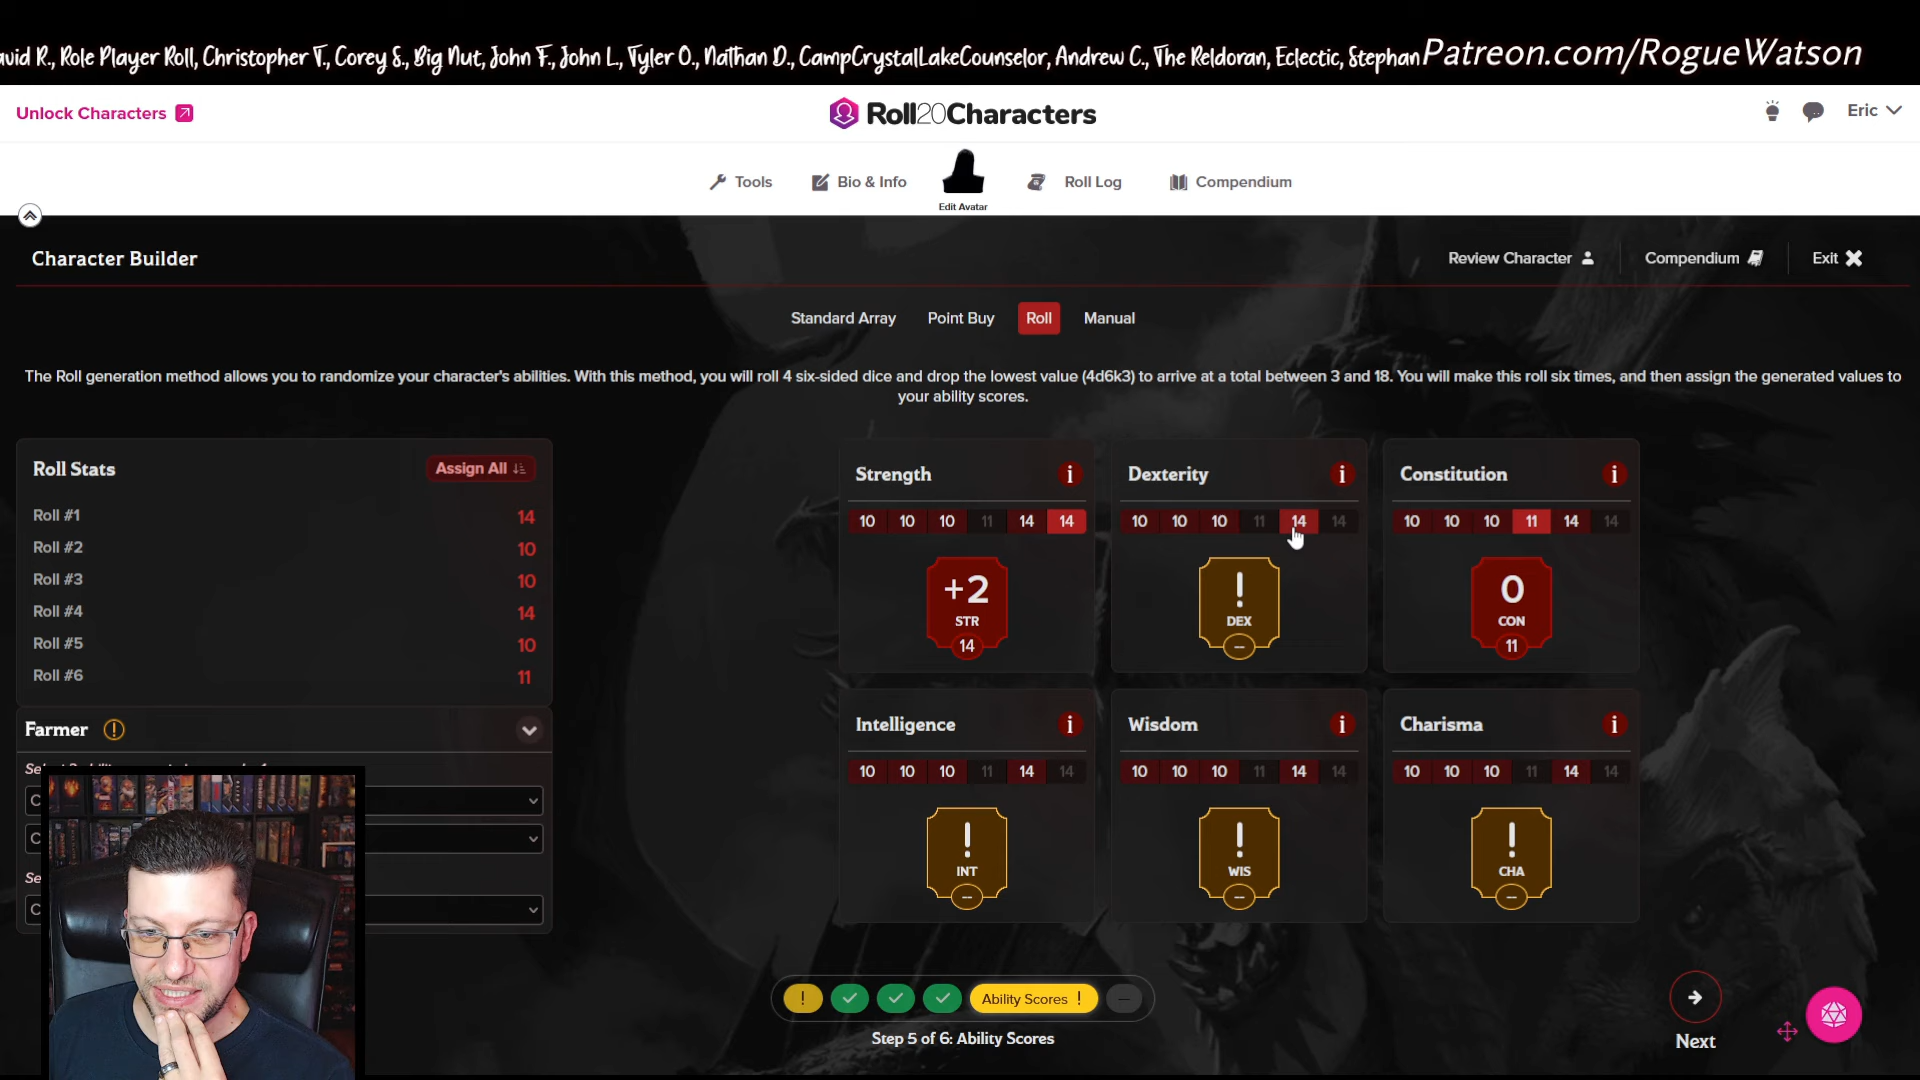 R., Role Player Roll, Christopher T., Corey S., Big Nut, John F., John L., Tyler O., Nathan D., CampCrystalLakeCounselor, Andrew C., The Reldoran, Eclectic, Stephan Patreon.com/RogueWatson
Unlock Characters
Roll20Characters
Eric
Tools
Bio & Info
Edit Avatar
Roll Log
Compendium
Character Builder
Review Character
Compendium
Exit
Standard Array
Point Buy
Roll
Manual
The Roll generation method allows you to randomize your character's abilities. With this method, you will roll 4 six-sided dice and drop the lowest value (4d6k3) to arrive at a total between 3 and 18. You will make this roll six times, and then assign the generated values to
your ability scores.
Roll Stats
Assign All
Roll #1 14
Roll #2 10
Roll #3 10
Roll #4 14
Roll #5 10
Roll #6 11
Farmer !
Strength i
10 10 10 11 14 14
+2
STR
14
Dexterity i
10 10 10 11 14 14
!
DEX
--
Constitution i
10 10 10 11 14 14
0
CON
11
Intelligence i
10 10 10 11 14 14
!
INT
--
Wisdom i
10 10 10 11 14 14
!
WIS
--
Charisma i
10 10 10 11 14 14
!
CHA
--
! Ability Scores !
Step 5 of 6: Ability Scores
Next